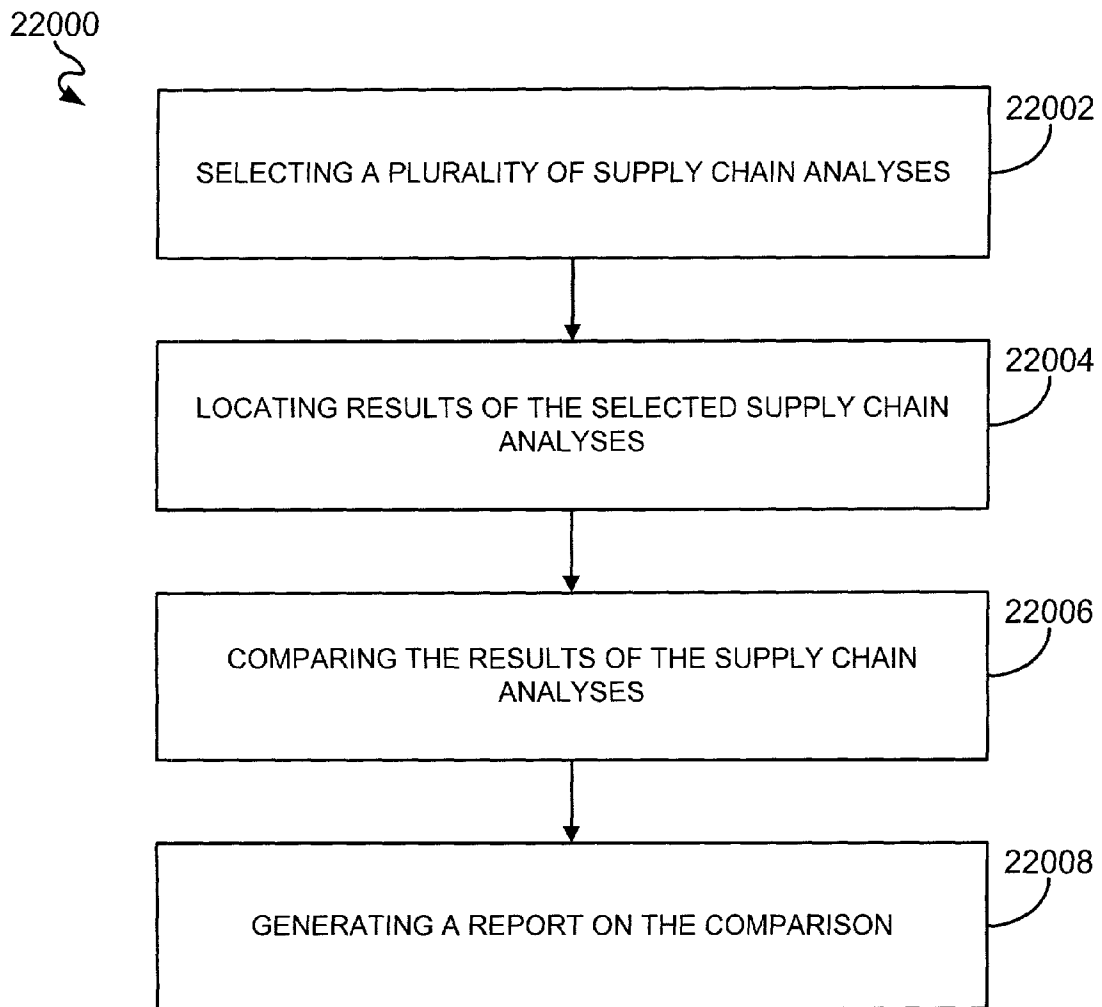 22000
22002
SELECTING A PLURALITY OF SUPPLY CHAIN ANALYSES
22004
LOCATING RESULTS OF THE SELECTED SUPPLY CHAIN
ANALYSES
22006
COMPARING THE RESULTS OF THE SUPPLY CHAIN
ANALYSES
22008
GENERATING A REPORT ON THE COMPARISON